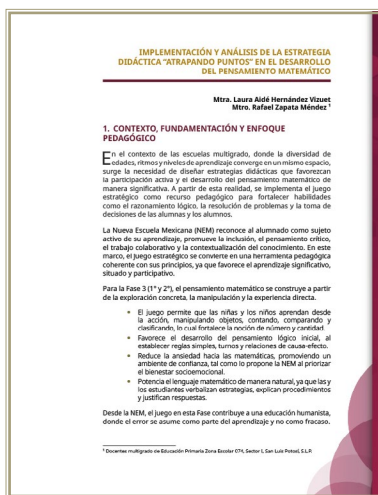 IMPLEMENTACIÓN Y ANÁLISIS DE LA ESTRATEGIA
DIDÁCTICA "ATRAPANDO PUNTOS" EN EL DESARROLLO
DEL PENSAMIENTO MATEMÁTICO
Mtra. Laura Aidé Hernández Vizuet
Mtro. Rafael Zapata Méndez ¹
1. CONTEXTO, FUNDAMENTACIÓN Y ENFOQUE
PEDAGÓGICO
En el contexto de las escuelas multigrado, donde la diversidad de
edades, ritmos y niveles de aprendizaje converge en un mismo espacio,
surge la necesidad de diseñar estrategias didácticas que favorezcan
la participación activa y el desarrollo del pensamiento matemático de
manera significativa. A partir de esta realidad, se implementa el juego
estratégico como recurso pedagógico para fortalecer habilidades
como el razonamiento lógico, la resolución de problemas y la toma de
decisiones de las alumnas y los alumnos.
La Nueva Escuela Mexicana (NEM) reconoce al alumnado como sujeto
activo de su aprendizaje, promueve la inclusión, el pensamiento crítico,
el trabajo colaborativo y la contextualización del conocimiento. En este
marco, el juego estratégico se convierte en una herramienta pedagógica
coherente con sus principios, ya que favorece el aprendizaje significativo,
situado y participativo.
Para la Fase 3 (1° y 2°), el pensamiento matemático se construye a partir
de la exploración concreta, la manipulación y la experiencia directa.
• El juego permite que las niñas y los niños aprendan desde
la acción, manipulando objetos, contando, comparando y
clasificando, lo cual fortalece la noción de número y cantidad.
• Favorece el desarrollo del pensamiento lógico inicial, al
establecer reglas simples, turnos y relaciones de causa-efecto.
• Reduce la ansiedad hacia las matemáticas, promoviendo un
ambiente de confianza, tal como lo propone la NEM al priorizar
el bienestar socioemocional.
• Potencia el lenguaje matemático de manera natural, ya que las y
los estudiantes verbalizan estrategias, explican procedimientos
y justifican respuestas.
Desde la NEM, el juego en esta Fase contribuye a una educación humanista,
donde el error se asume como parte del aprendizaje y no como fracaso.
¹ Docentes multigrado de Educación Primaria Zona Escolar 074, Sector I, San Luis Potosí, S.L.P.